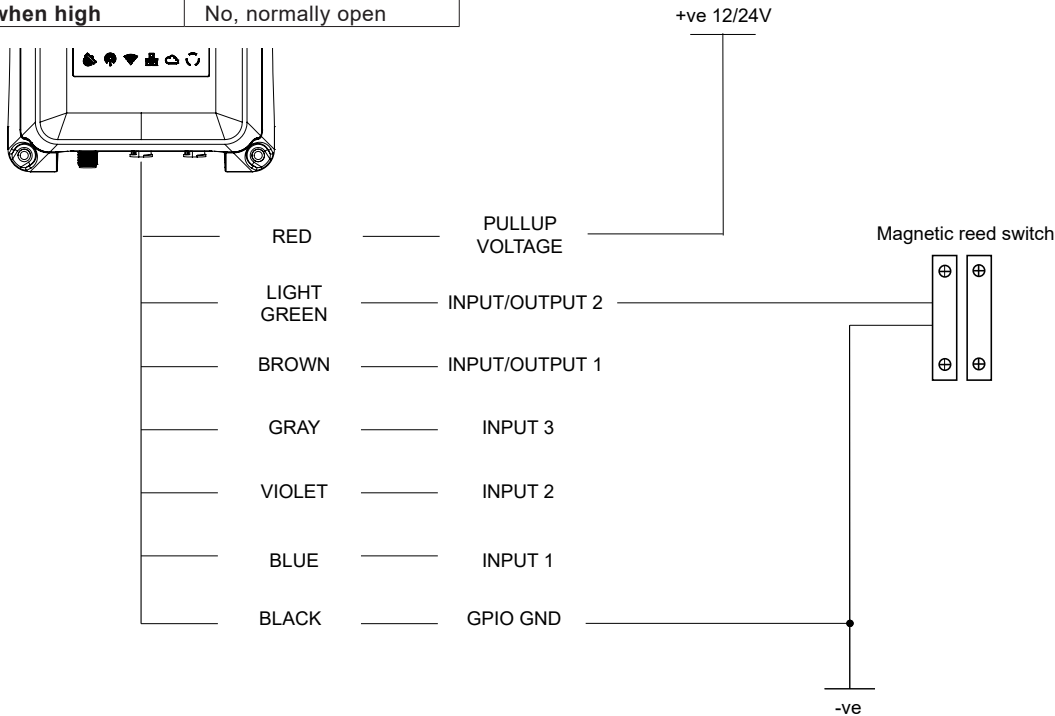 when high No, normally open
+ve 12/24V
RED PULLUP
VOLTAGE
Magnetic reed switch
LIGHT
GREEN INPUT/OUTPUT 2
BROWN INPUT/OUTPUT 1
GRAY INPUT 3
VIOLET INPUT 2
BLUE INPUT 1
BLACK GPIO GND
-ve